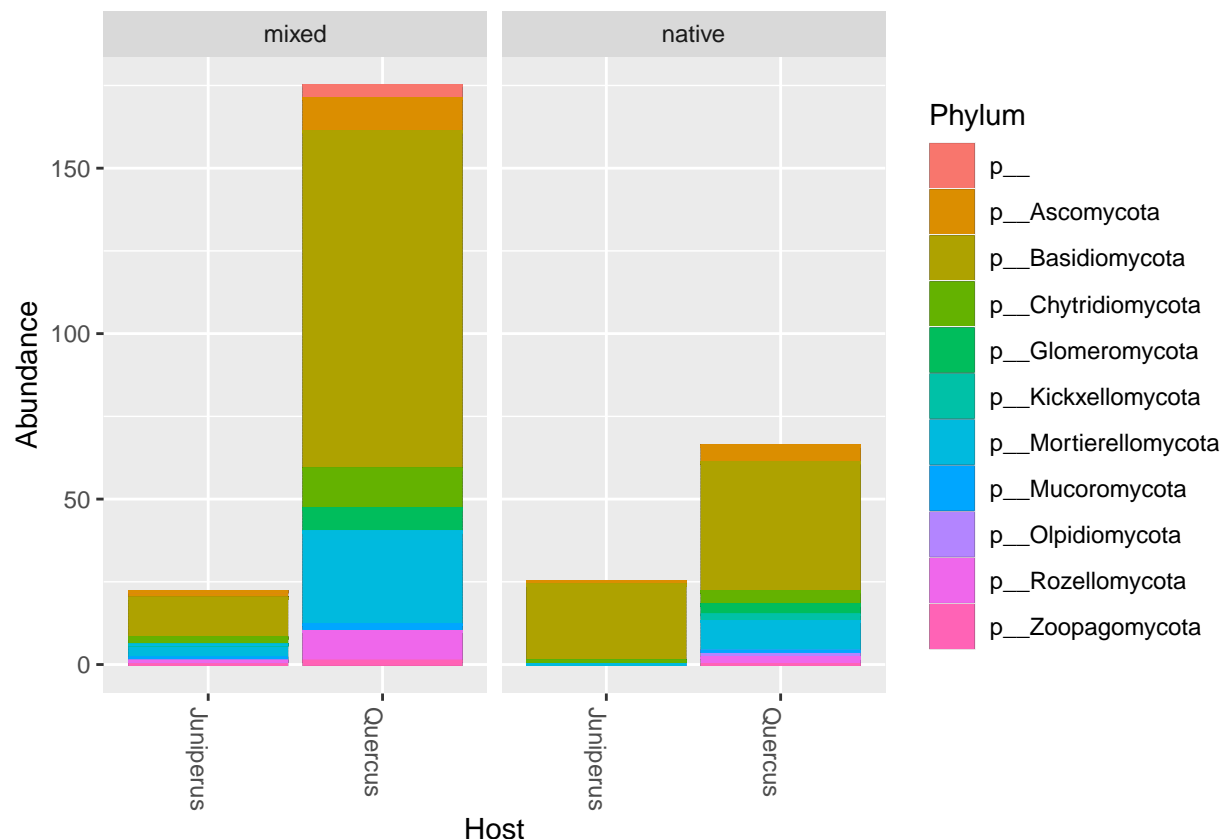 mixed
native
Abundance
150
100
50
0
Juniperus
Quercus
Juniperus
Quercus
Host
Phylum
p__
p__Ascomycota
p__Basidiomycota
p__Chytridiomycota
p__Glomeromycota
p__Kickxellomycota
p__Mortierellomycota
p__Mucoromycota
p__Olpidiomycota
p__Rozellomycota
p__Zoopagomycota